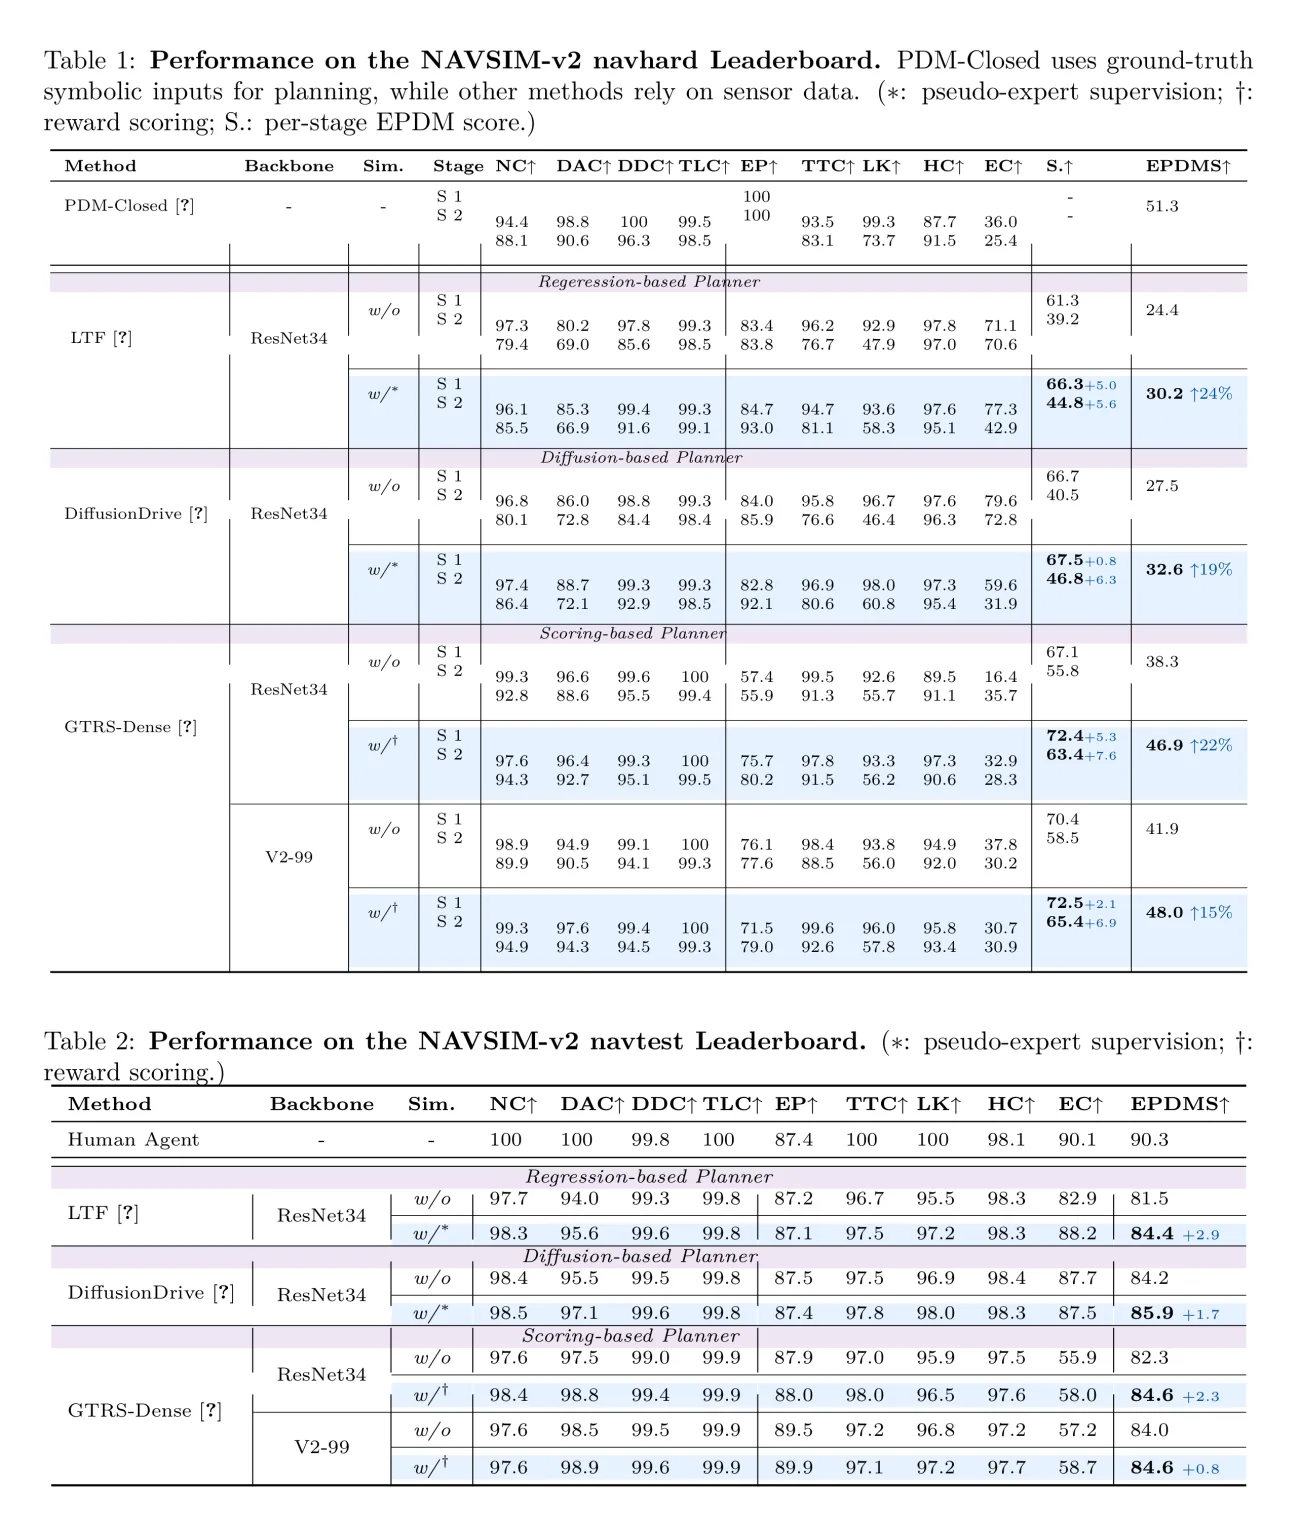 Table 1: Performance on the NAVSIM-v2 navhard Leaderboard. PDM-Closed uses ground-truth
symbolic inputs for planning, while other methods rely on sensor data. (∗: pseudo-expert supervision; †:
reward scoring; S.: per-stage EPDM score.)
Method Backbone Sim. Stage NC↑ DAC↑ DDC↑ TLC↑ EP↑ TTC↑ LK↑ HC↑ EC↑ S.↑ EPDMS↑
PDM-Closed [?] - - S 1 S 2 100 100 - - 51.3
94.4 98.8 100 99.5 93.5 99.3 87.7 36.0
88.1 90.6 96.3 98.5 83.1 73.7 91.5 25.4
Regeression-based Planner
S 1 61.3
w/o 24.4
S 2 39.2
97.3 80.2 97.8 99.3 83.4 96.2 92.9 97.8 71.1
LTF [?] ResNet34
79.4 69.0 85.6 98.5 83.8 76.7 47.9 97.0 70.6
S 1 66.3+5.0
w/* 30.2 ↑24%
S 2 44.8+5.6
96.1 85.3 99.4 99.3 84.7 94.7 93.6 97.6 77.3
85.5 66.9 91.6 99.1 93.0 81.1 58.3 95.1 42.9
Diffusion-based Planner
S 1 66.7
w/o 27.5
S 2 40.5
96.8 86.0 98.8 99.3 84.0 95.8 96.7 97.6 79.6
DiffusionDrive [?] ResNet34
80.1 72.8 84.4 98.4 85.9 76.6 46.4 96.3 72.8
S 1 67.5+0.8
w/* 32.6 ↑19%
S 2 46.8+6.3
97.4 88.7 99.3 99.3 82.8 96.9 98.0 97.3 59.6
86.4 72.1 92.9 98.5 92.1 80.6 60.8 95.4 31.9
Scoring-based Planner
S 1 67.1
w/o 38.3
S 2 55.8
99.3 96.6 99.6 100 57.4 99.5 92.6 89.5 16.4
ResNet34
92.8 88.6 95.5 99.4 55.9 91.3 55.7 91.1 35.7
GTRS-Dense [?]
S 1 72.4+5.3
w/† 46.9 ↑22%
S 2 63.4+7.6
97.6 96.4 99.3 100 75.7 97.8 93.3 97.3 32.9
94.3 92.7 95.1 99.5 80.2 91.5 56.2 90.6 28.3
S 1 70.4
w/o 41.9
S 2 58.5
98.9 94.9 99.1 100 76.1 98.4 93.8 94.9 37.8
V2-99
89.9 90.5 94.1 99.3 77.6 88.5 56.0 92.0 30.2
S 1 72.5+2.1
w/† 48.0 ↑15%
S 2 65.4+6.9
99.3 97.6 99.4 100 71.5 99.6 96.0 95.8 30.7
94.9 94.3 94.5 99.3 79.0 92.6 57.8 93.4 30.9
Table 2: Performance on the NAVSIM-v2 navtest Leaderboard. (∗: pseudo-expert supervision; †:
reward scoring.)
Method Backbone Sim. NC↑ DAC↑ DDC↑ TLC↑ EP↑ TTC↑ LK↑ HC↑ EC↑ EPDMS↑
Human Agent - - 100 100 99.8 100 87.4 100 100 98.1 90.1 90.3
Regression-based Planner
w/o 97.7 94.0 99.3 99.8 87.2 96.7 95.5 98.3 82.9 81.5
LTF [?] ResNet34
w/* 98.3 95.6 99.6 99.8 87.1 97.5 97.2 98.3 88.2 84.4 +2.9
Diffusion-based Planner
w/o 98.4 95.5 99.5 99.8 87.5 97.5 96.9 98.4 87.7 84.2
DiffusionDrive [?] ResNet34
w/* 98.5 97.1 99.6 99.8 87.4 97.8 98.0 98.3 87.5 85.9 +1.7
Scoring-based Planner
w/o 97.6 97.5 99.0 99.9 87.9 97.0 95.9 97.5 55.9 82.3
ResNet34
w/† 98.4 98.8 99.4 99.9 88.0 98.0 96.5 97.6 58.0 84.6 +2.3
GTRS-Dense [?]
w/o 97.6 98.5 99.5 99.9 89.5 97.2 96.8 97.2 57.2 84.0
V2-99
w/† 97.6 98.9 99.6 99.9 89.9 97.1 97.2 97.7 58.7 84.6 +0.8